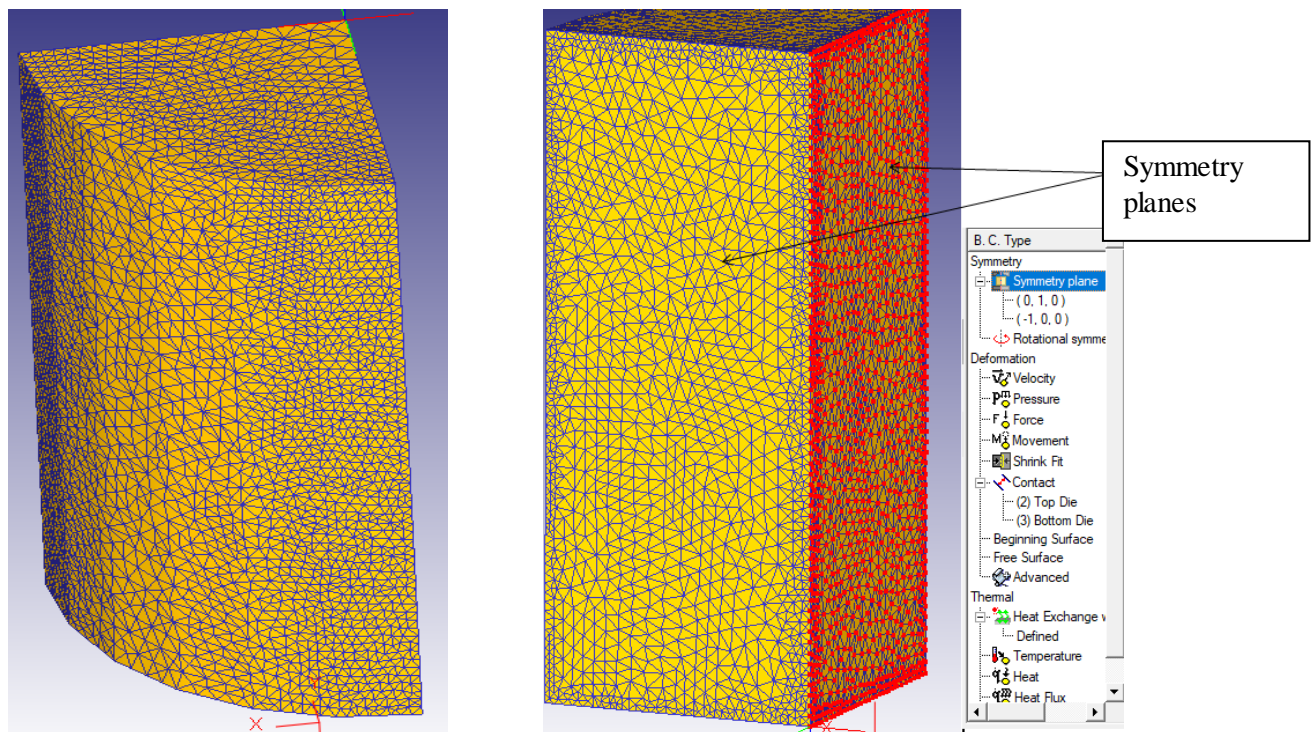 Symmetry
planes
B. C. Type
Symmetry
Symmetry plane
( 0, 1, 0 )
( -1, 0, 0 )
Rotational symme
Deformation
Velocity
Pressure
Force
Movement
Shrink Fit
Contact
(2) Top Die
(3) Bottom Die
Beginning Surface
Free Surface
Advanced
Thermal
Heat Exchange w
Defined
Temperature
Heat
Heat Flux
X